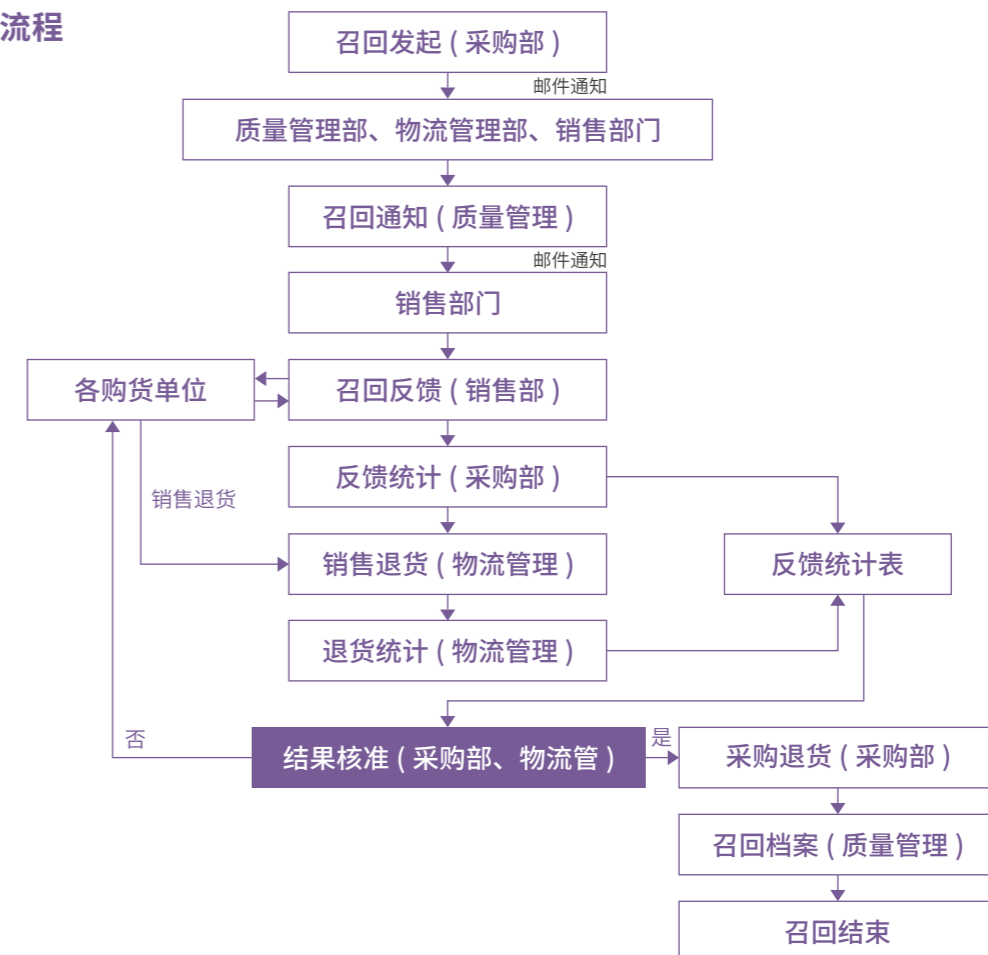 流程
召回发起 ( 采购部 )
邮件通知
质量管理部、物流管理部、销售部门
召回通知 ( 质量管理 )
邮件通知
销售部门
各购货单位
召回反馈 ( 销售部 )
反馈统计 ( 采购部 )
销售退货
销售退货 ( 物流管理 )
反馈统计表
退货统计 ( 物流管理 )
否
结果核准 ( 采购部、物流管 )
是
采购退货 ( 采购部 )
召回档案 ( 质量管理 )
召回结束